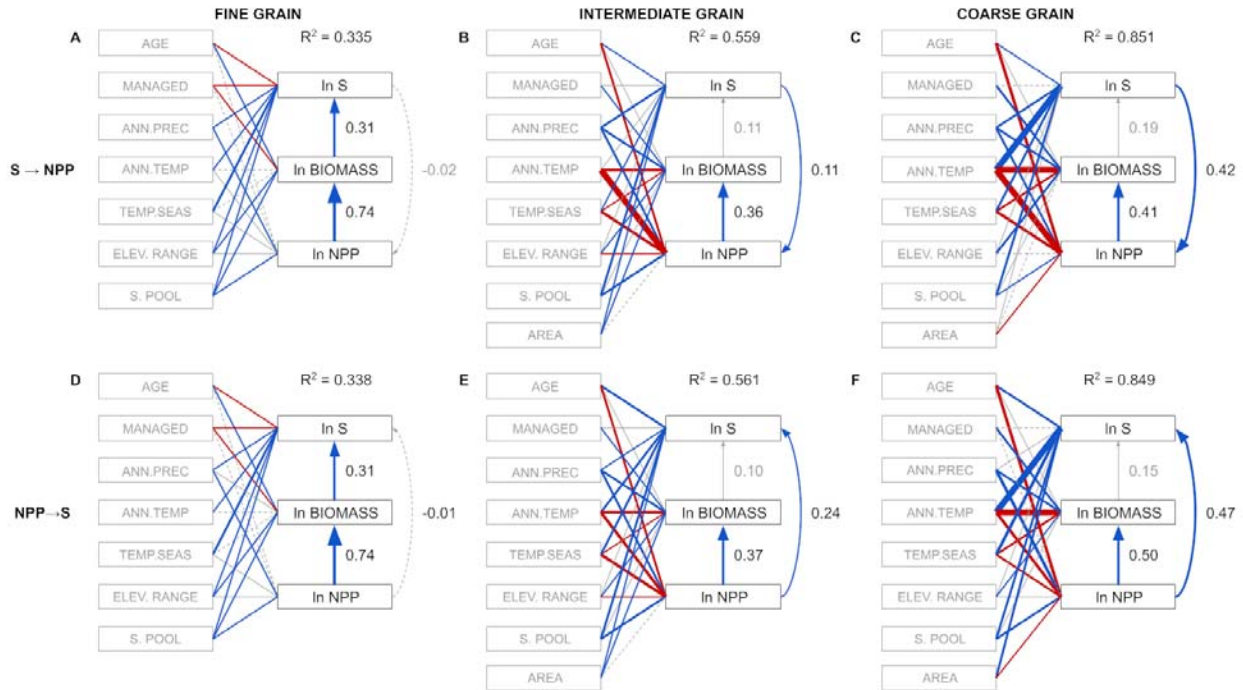 FINE GRAIN
INTERMEDIATE GRAIN
COARSE GRAIN
S → NPP
A
R² = 0.335
AGE
MANAGED
ANN.PREC
ANN.TEMP
TEMP.SEAS
ELEV. RANGE
S. POOL
ln S
0.31
ln BIOMASS
0.74
ln NPP
-0.02
B
R² = 0.559
AGE
MANAGED
ANN.PREC
ANN.TEMP
TEMP.SEAS
ELEV. RANGE
S. POOL
AREA
ln S
0.11
ln BIOMASS
0.36
ln NPP
0.11
C
R² = 0.851
AGE
MANAGED
ANN.PREC
ANN.TEMP
TEMP.SEAS
ELEV. RANGE
S. POOL
AREA
ln S
0.19
ln BIOMASS
0.41
ln NPP
0.42
NPP→S
D
R² = 0.338
AGE
MANAGED
ANN.PREC
ANN.TEMP
TEMP.SEAS
ELEV. RANGE
S. POOL
ln S
0.31
ln BIOMASS
0.74
ln NPP
-0.01
E
R² = 0.561
AGE
MANAGED
ANN.PREC
ANN.TEMP
TEMP.SEAS
ELEV. RANGE
S. POOL
AREA
ln S
0.10
ln BIOMASS
0.37
ln NPP
0.24
F
R² = 0.849
AGE
MANAGED
ANN.PREC
ANN.TEMP
TEMP.SEAS
ELEV. RANGE
S. POOL
AREA
ln S
0.15
ln BIOMASS
0.50
ln NPP
0.47